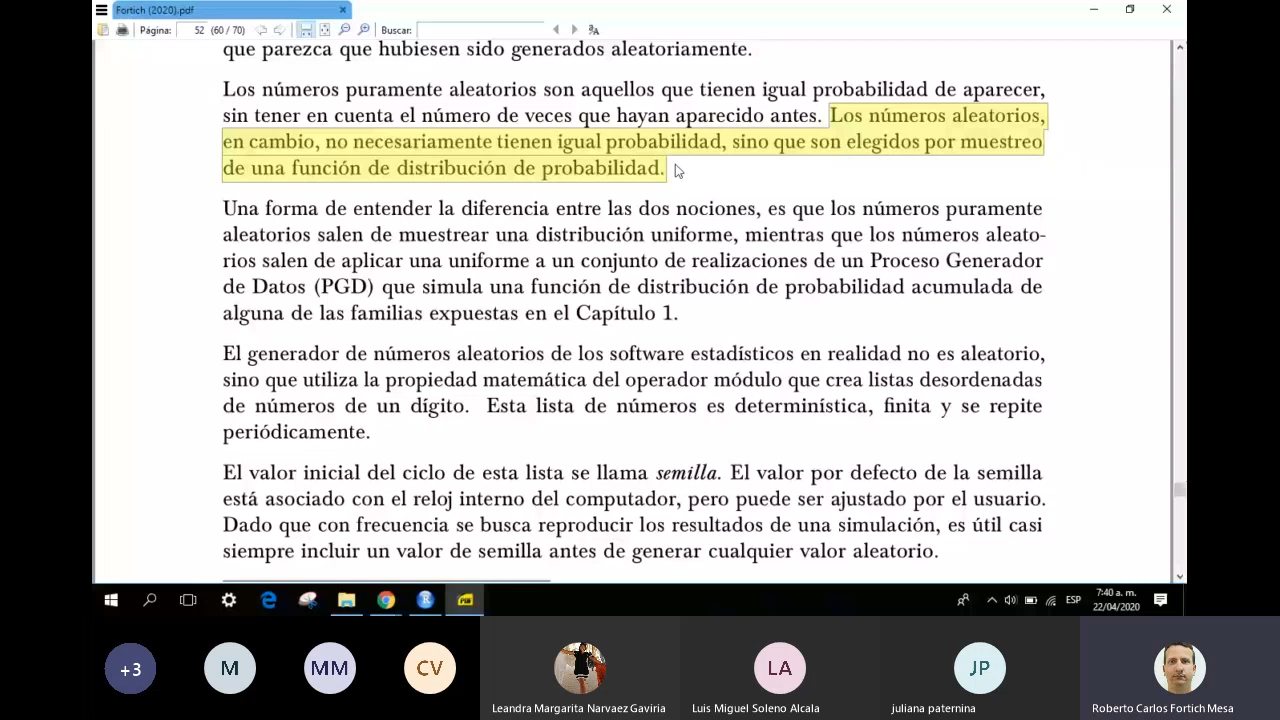 Fortich (2020).pdf
Página: 52 (60 / 70) Buscar:
que parezca que hubiesen sido generados aleatoriamente.
Los números puramente aleatorios son aquellos que tienen igual probabilidad de aparecer,
sin tener en cuenta el número de veces que hayan aparecido antes. Los números aleatorios,
en cambio, no necesariamente tienen igual probabilidad, sino que son elegidos por muestreo
de una función de distribución de probabilidad.
Una forma de entender la diferencia entre las dos nociones, es que los números puramente
aleatorios salen de muestrear una distribución uniforme, mientras que los números aleato-
rios salen de aplicar una uniforme a un conjunto de realizaciones de un Proceso Generador
de Datos (PGD) que simula una función de distribución de probabilidad acumulada de
alguna de las familias expuestas en el Capítulo 1.
El generador de números aleatorios de los software estadísticos en realidad no es aleatorio,
sino que utiliza la propiedad matemática del operador módulo que crea listas desordenadas
de números de un dígito. Esta lista de números es determinística, finita y se repite
periódicamente.
El valor inicial del ciclo de esta lista se llama semilla. El valor por defecto de la semilla
está asociado con el reloj interno del computador, pero puede ser ajustado por el usuario.
Dado que con frecuencia se busca reproducir los resultados de una simulación, es útil casi
siempre incluir un valor de semilla antes de generar cualquier valor aleatorio.
ESP
7:40 a. m.
22/04/2020
+3 M MM CV LA JP
Leandra Margarita Narvaez Gaviria Luis Miguel Soleno Alcala juliana paternina Roberto Carlos Fortich Mesa